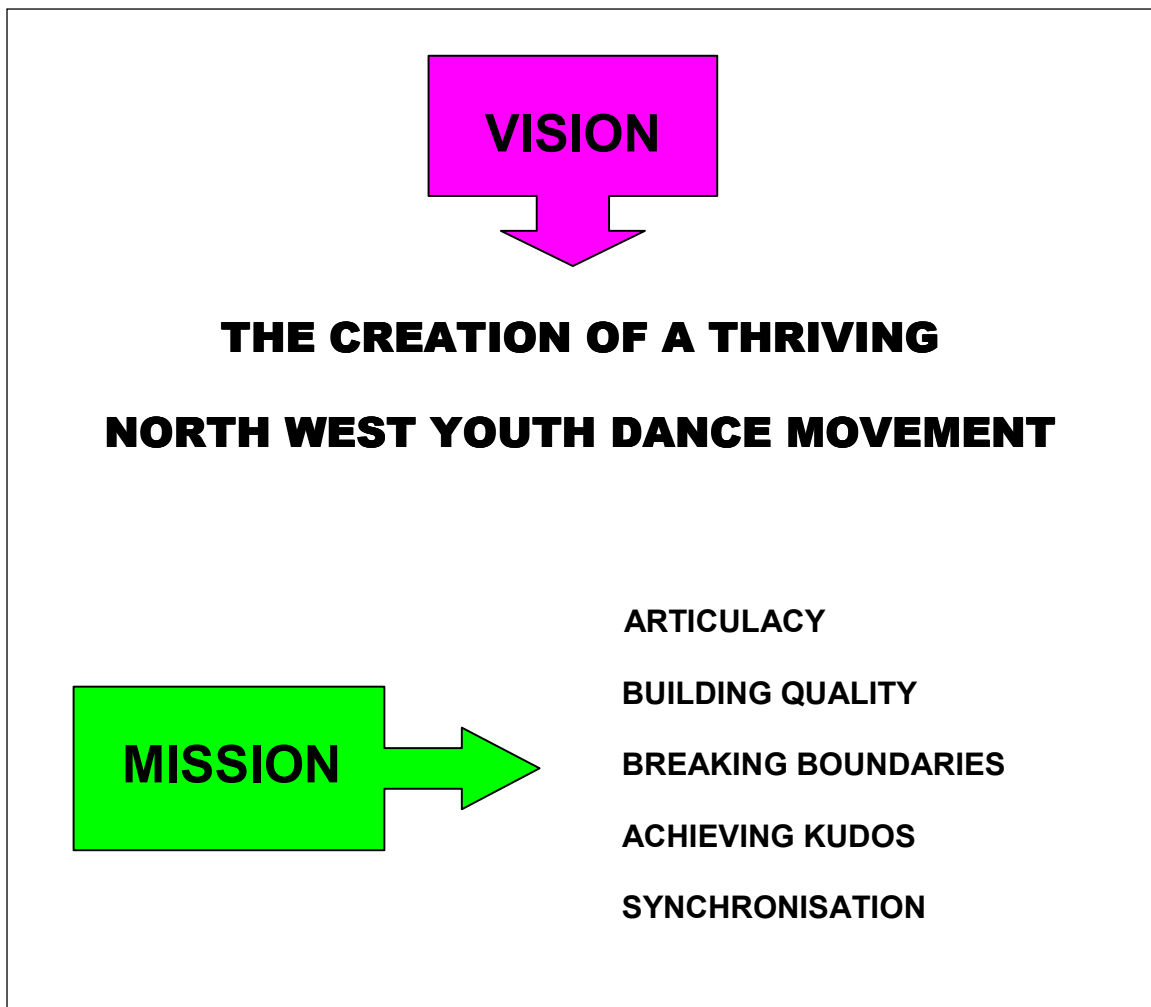 VISION
THE CREATION OF A THRIVING
NORTH WEST YOUTH DANCE MOVEMENT
MISSION
ARTICULACY
BUILDING QUALITY
BREAKING BOUNDARIES
ACHIEVING KUDOS
SYNCHRONISATION